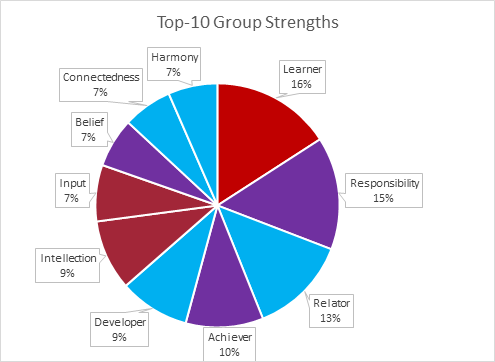 Top-10 Group Strengths
Learner
16%
Responsibility
15%
Relator
13%
Achiever
10%
Developer
9%
Intellection
9%
Input
7%
Belief
7%
Connectedness
7%
Harmony
7%